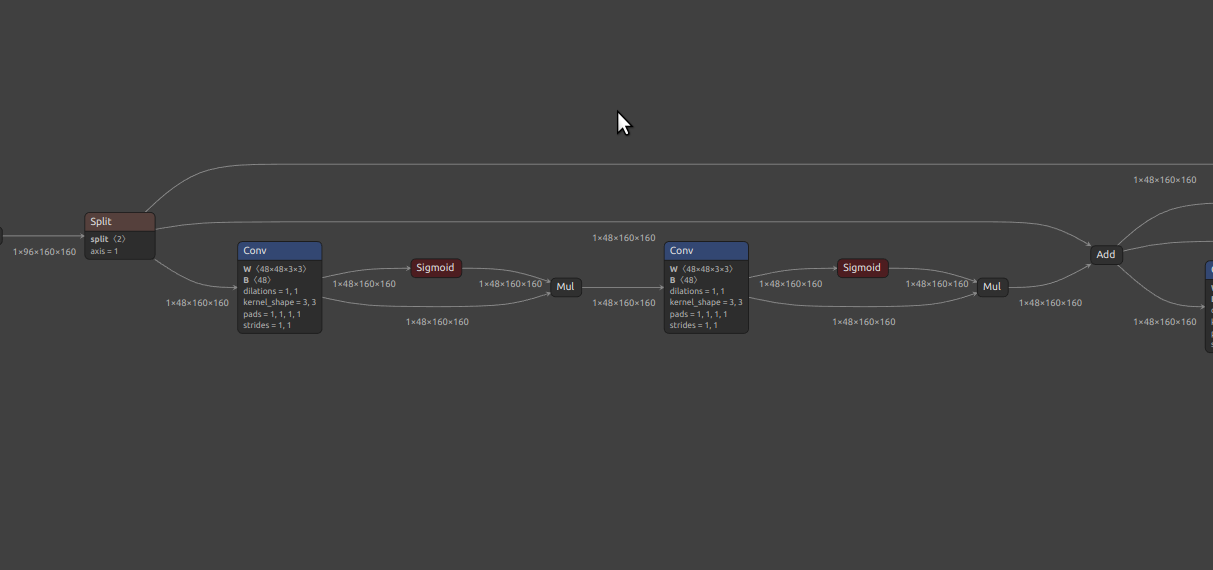 1×48×160×160
Split
split 〈2〉
axis = 1
1×96×160×160
1×48×160×160
1×48×160×160
Conv
W 〈48×48×3×3〉
B 〈48〉
dilations = 1, 1
kernel_shape = 3, 3
pads = 1, 1, 1, 1
strides = 1, 1
1×48×160×160
Sigmoid
1×48×160×160
1×48×160×160
Mul
1×48×160×160
Conv
W 〈48×48×3×3〉
B 〈48〉
dilations = 1, 1
kernel_shape = 3, 3
pads = 1, 1, 1, 1
strides = 1, 1
1×48×160×160
Sigmoid
1×48×160×160
1×48×160×160
Mul
1×48×160×160
Add
1×48×160×160